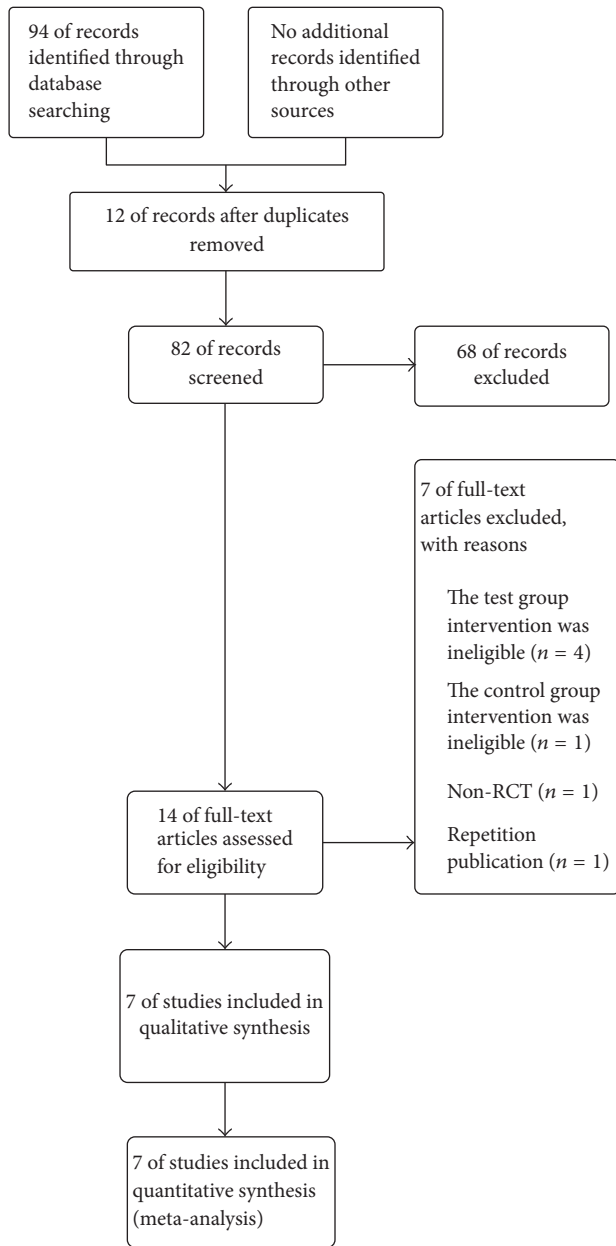 94 of records
identified through
database
searching
No additional
records identified
through other
sources
12 of records after duplicates
removed
82 of records
screened
68 of records
excluded
7 of full-text
articles excluded,
with reasons
The test group
intervention was
ineligible (n = 4)
The control group
intervention was
ineligible (n = 1)
Non-RCT (n = 1)
Repetition
publication (n = 1)
14 of full-text
articles assessed
for eligibility
7 of studies included in
qualitative synthesis
7 of studies included in
quantitative synthesis
(meta-analysis)